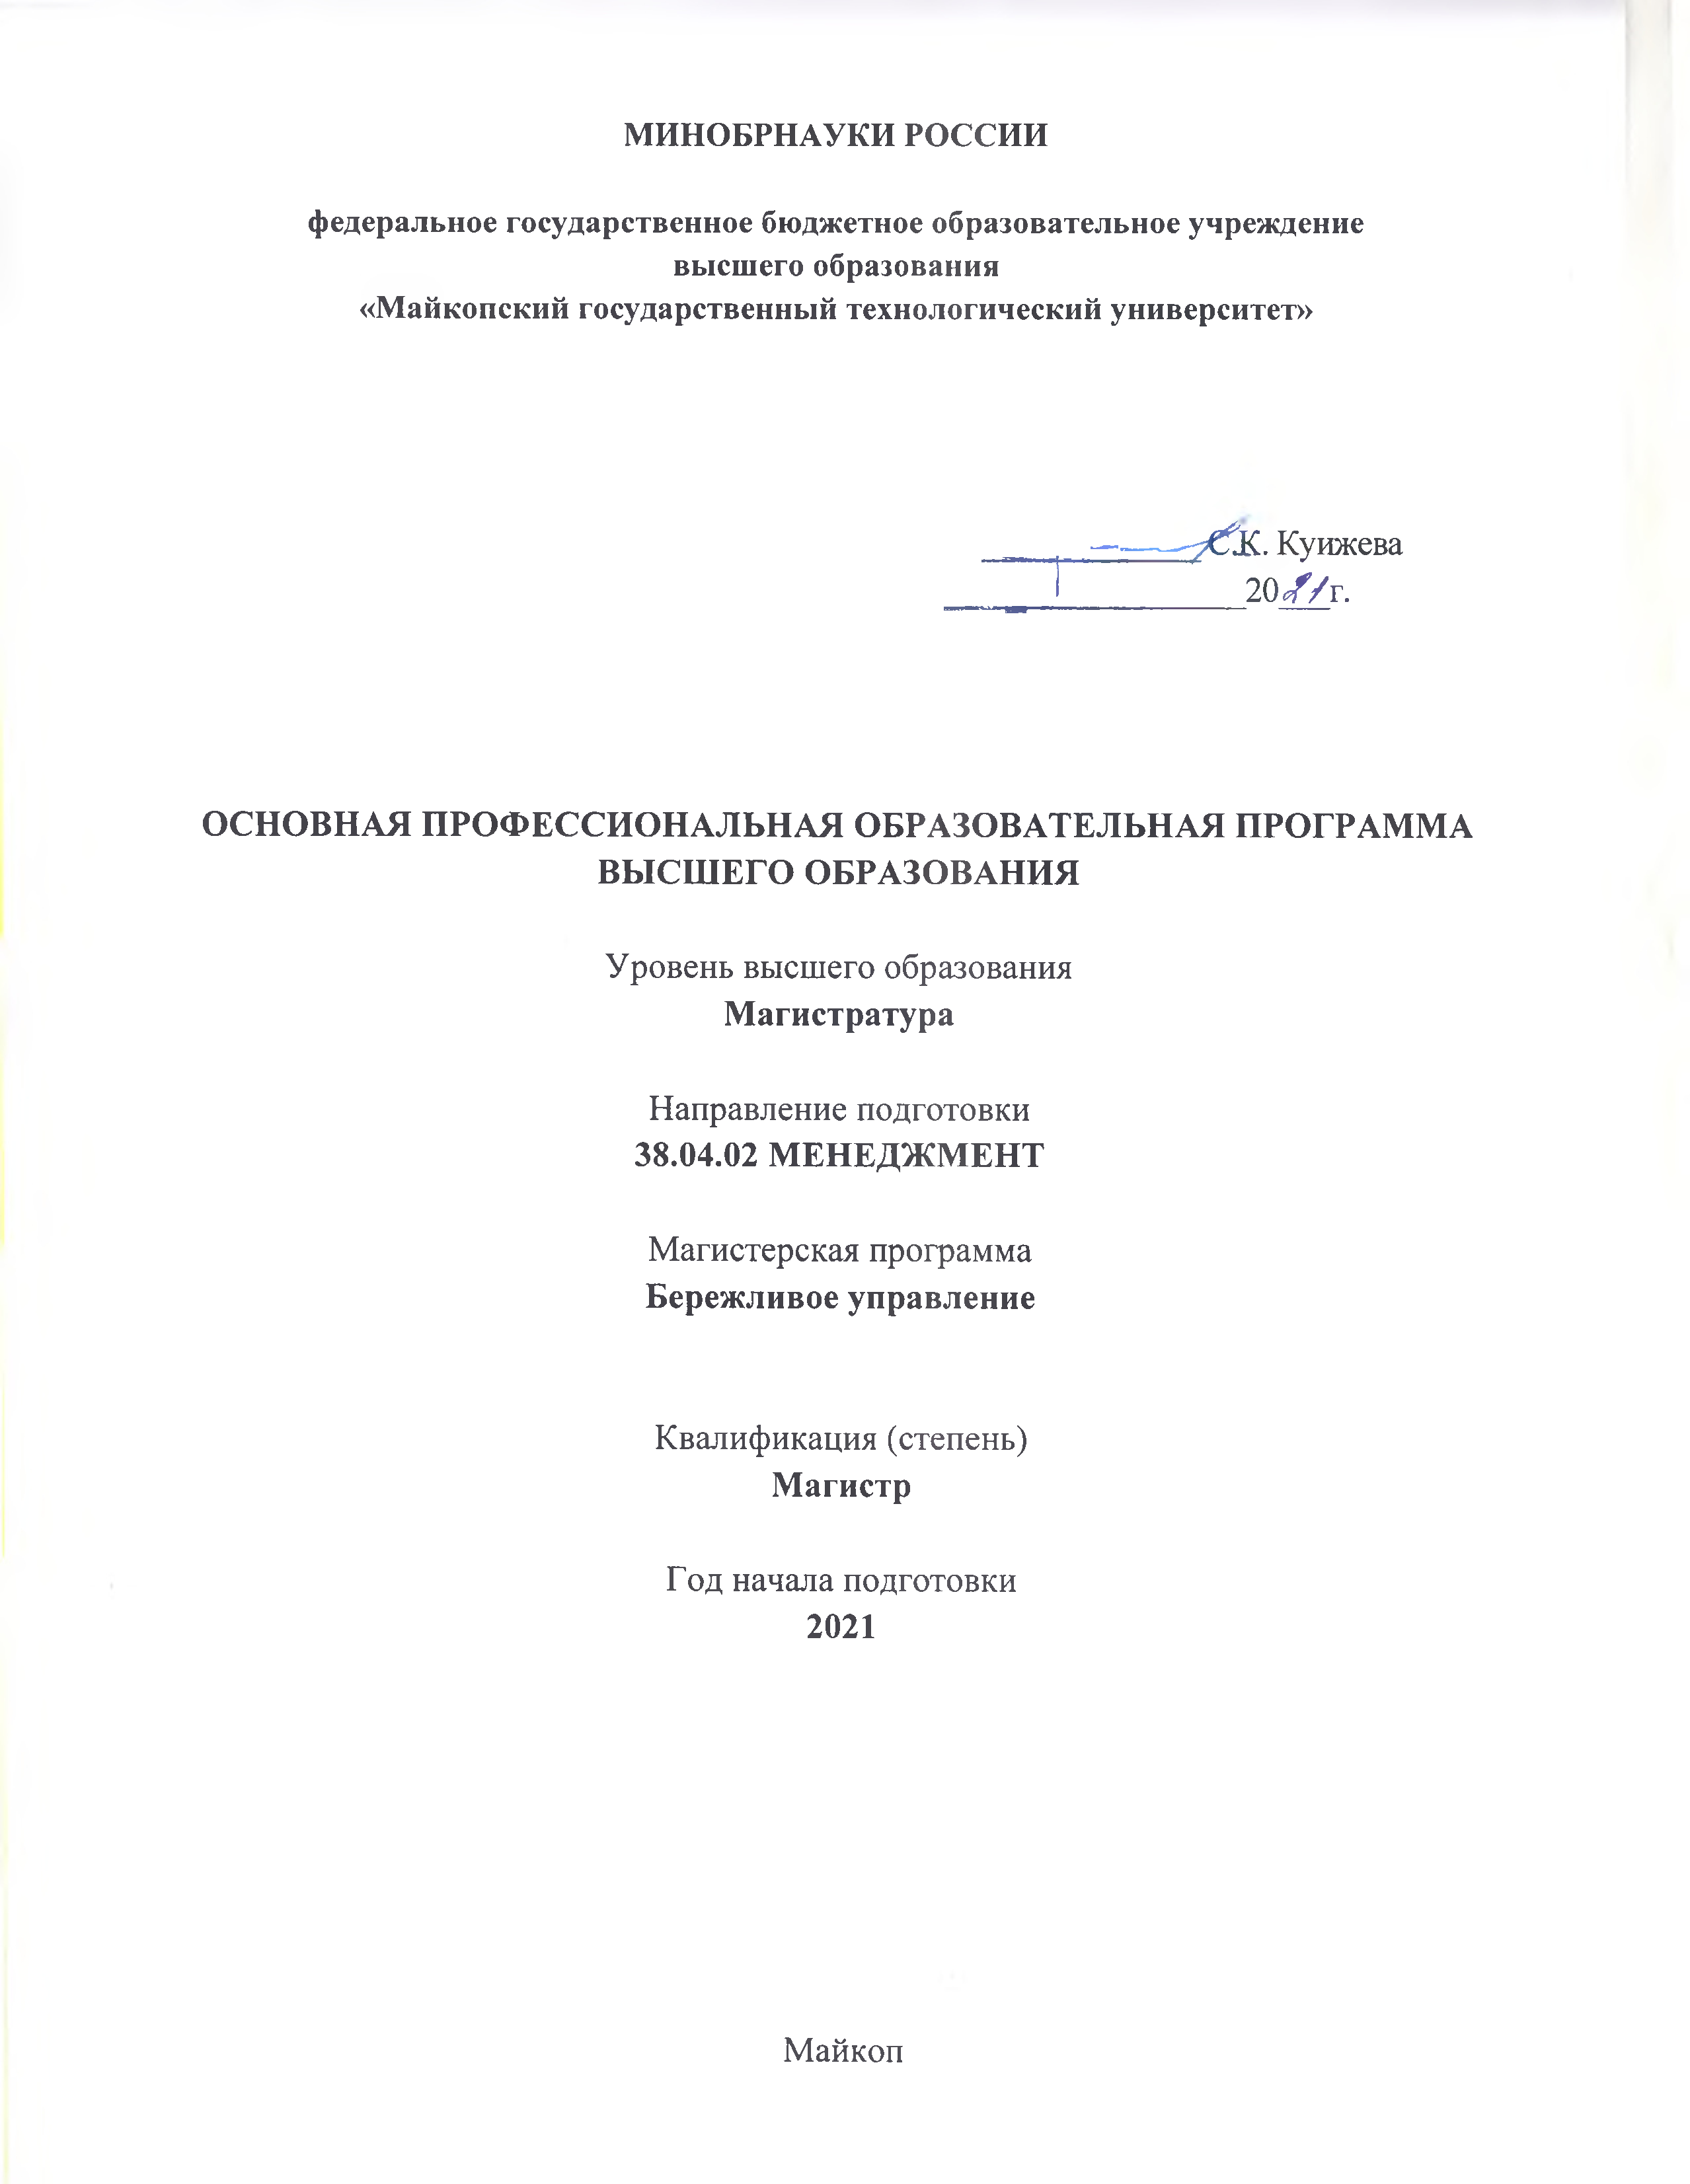 МИНОБРНАУКИ РОССИИ
федеральное государственное бюджетное образовательное учреждение
высшего образования
«Майкопский государственный технологический университет»
С.К. Куижева
2021г.
ОСНОВНАЯ ПРОФЕССИОНАЛЬНАЯ ОБРАЗОВАТЕЛЬНАЯ ПРОГРАММА
ВЫСШЕГО ОБРАЗОВАНИЯ
Уровень высшего образования
Магистратура
Направление подготовки
38.04.02 МЕНЕДЖМЕНТ
Магистерская программа
Бережливое управление
Квалификация (степень)
Магистр
Год начала подготовки
2021
Майкоп